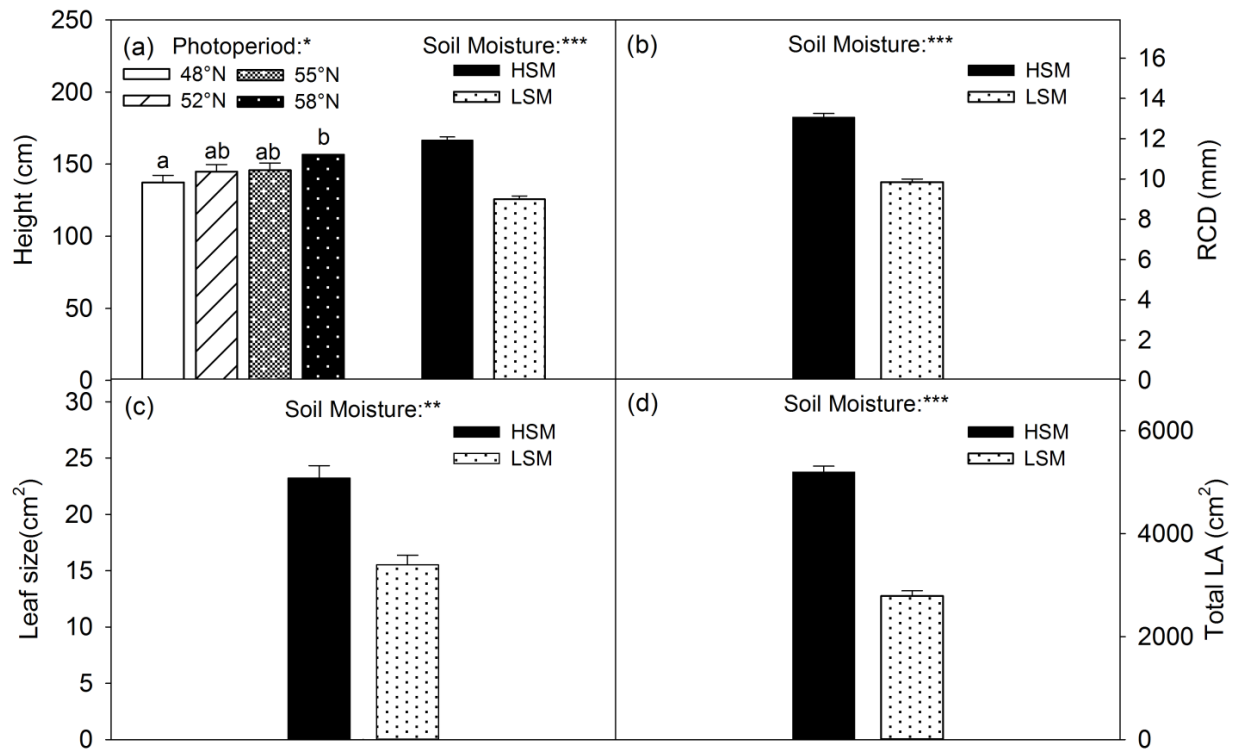 (a)
Photoperiod:*
48°N
55°N
52°N
58°N
Soil Moisture:***
HSM
LSM
a
ab
ab
b
250
200
150
100
50
0
Height (cm)
(b)
Soil Moisture:***
HSM
LSM
16
14
12
10
8
6
4
2
0
RCD (mm)
(c)
Soil Moisture:**
HSM
LSM
30
25
20
15
10
5
0
Leaf size(cm²)
(d)
Soil Moisture:***
HSM
LSM
6000
4000
2000
0
Total LA (cm²)